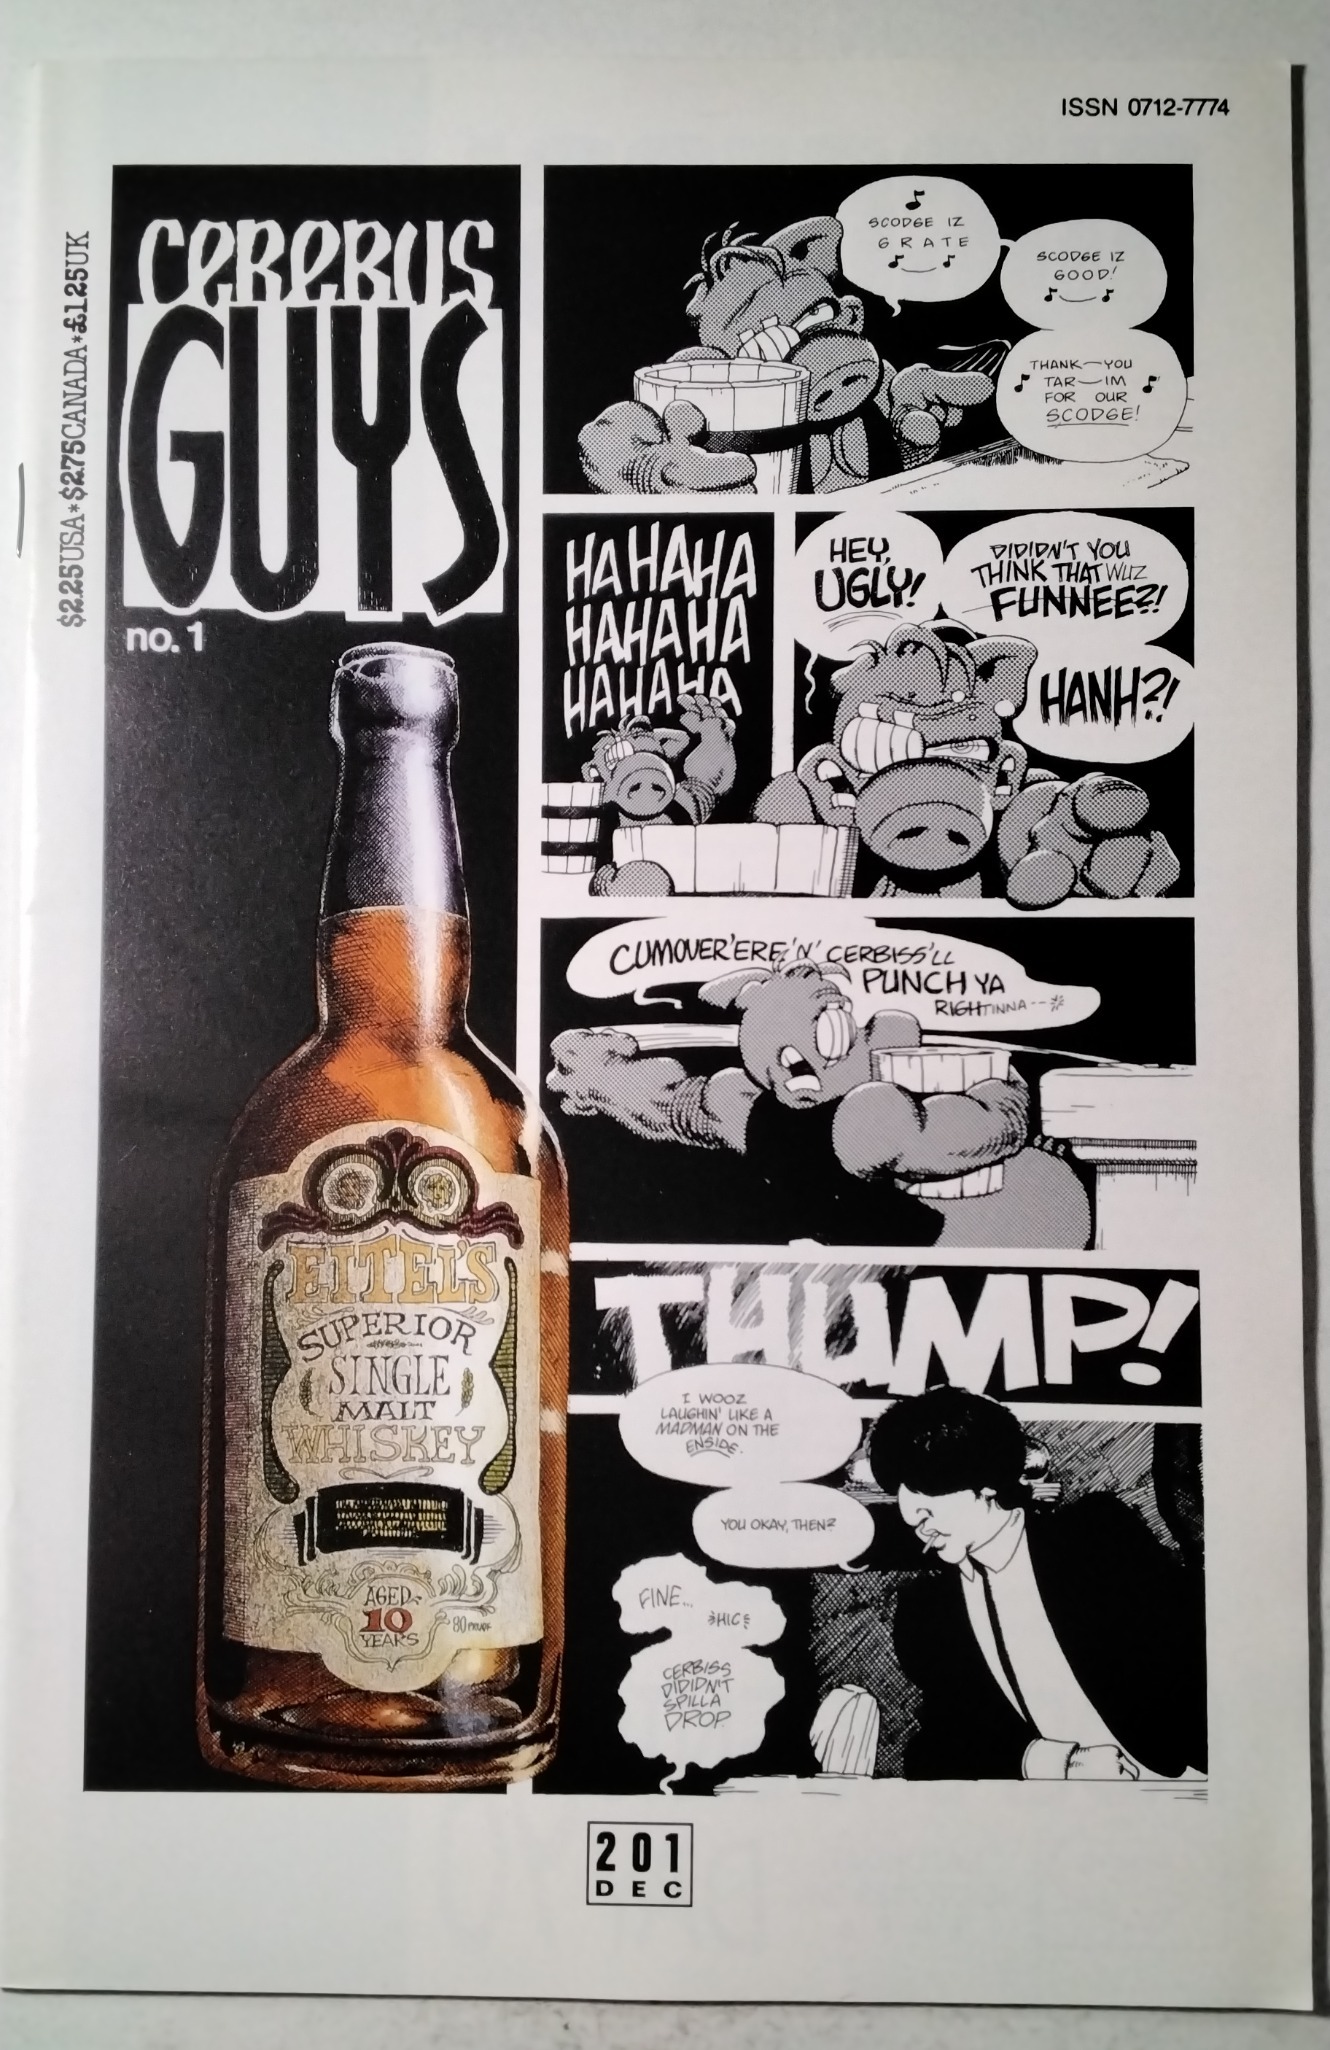 ISSN 0712-7774
$2.25USA*$2.75CANADA*£1.25UK
CEREBUS
GUYS
no. 1
SCODGE IZ
GRATE
SCODGE IZ
GOOD!
THANK—YOU
TAR—IM
FOR OUR
SCODGE!
HAHAHA
HAHAHA
HAHAHA
HEY,
UGLY!
DIDIDN'T YOU
THINK THAT WUZ
FUNNEE?!
HANH?!
CUMOVER'ERE 'N' CERBISS'LL
PUNCH YA
RIGHTINNA--
THUMP!
I WOOZ
LAUGHIN' LIKE A
MADMAN ON THE
ENSIDE.
YOU OKAY, THEN?
FINE...
HIC
CERBISS
DIDIDN'T
SPILLA
DROP.
EITEL'S
SUPERIOR
SINGLE
MALT
WHISKEY
AGED
10
YEARS
80 PROOF
201
DEC